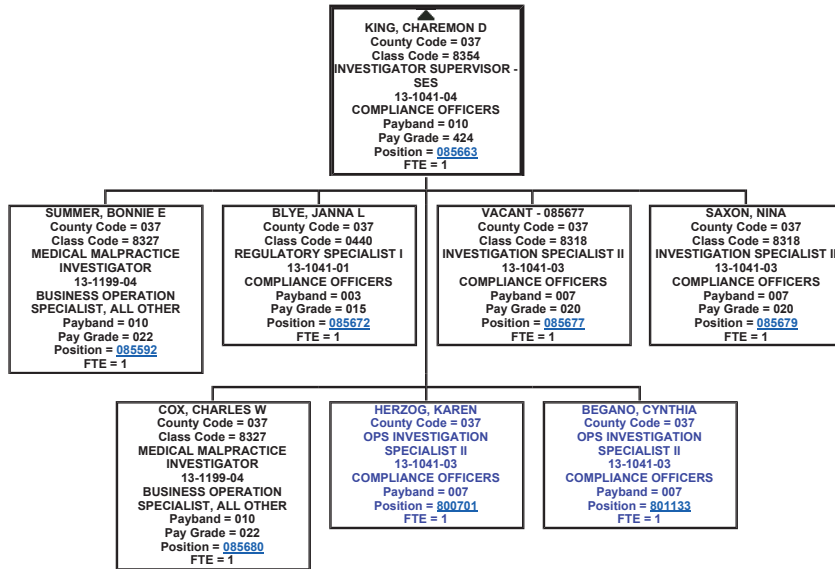 KING, CHAREMON D
County Code = 037
Class Code = 8354
INVESTIGATOR SUPERVISOR -
SES
13-1041-04
COMPLIANCE OFFICERS
Payband = 010
Pay Grade = 424
Position = 085663
FTE = 1
SUMMER, BONNIE E
County Code = 037
Class Code = 8327
MEDICAL MALPRACTICE
INVESTIGATOR
13-1199-04
BUSINESS OPERATION
SPECIALIST, ALL OTHER
Payband = 010
Pay Grade = 022
Position = 085592
FTE = 1
BLYE, JANNA L
County Code = 037
Class Code = 0440
REGULATORY SPECIALIST I
13-1041-01
COMPLIANCE OFFICERS
Payband = 003
Pay Grade = 015
Position = 085672
FTE = 1
VACANT - 085677
County Code = 037
Class Code = 8318
INVESTIGATION SPECIALIST II
13-1041-03
COMPLIANCE OFFICERS
Payband = 007
Pay Grade = 020
Position = 085677
FTE = 1
SAXON, NINA
County Code = 037
Class Code = 8318
INVESTIGATION SPECIALIST II
13-1041-03
COMPLIANCE OFFICERS
Payband = 007
Pay Grade = 020
Position = 085679
FTE = 1
COX, CHARLES W
County Code = 037
Class Code = 8327
MEDICAL MALPRACTICE
INVESTIGATOR
13-1199-04
BUSINESS OPERATION
SPECIALIST, ALL OTHER
Payband = 010
Pay Grade = 022
Position = 085680
FTE = 1
HERZOG, KAREN
County Code = 037
OPS INVESTIGATION
SPECIALIST II
13-1041-03
COMPLIANCE OFFICERS
Payband = 007
Position = 800701
FTE = 1
BEGANO, CYNTHIA
County Code = 037
OPS INVESTIGATION
SPECIALIST II
13-1041-03
COMPLIANCE OFFICERS
Payband = 007
Position = 801133
FTE = 1